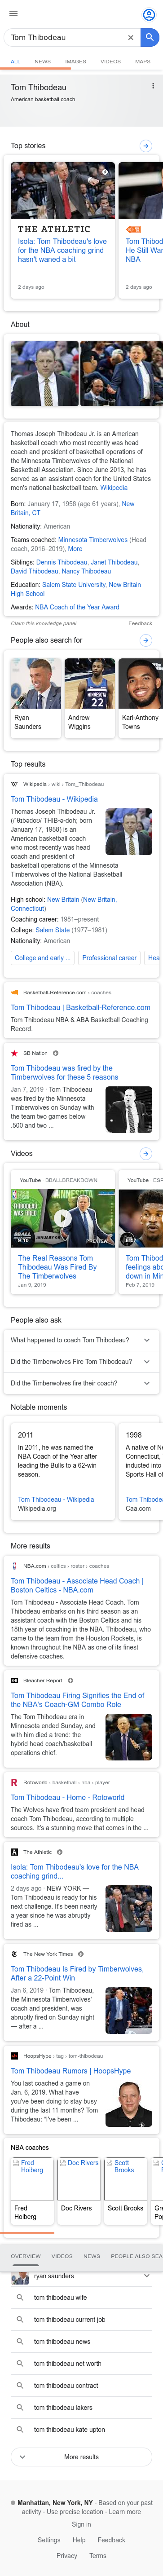 Tom Thibodeau
ALL NEWS IMAGES VIDEOS MAPS
Tom Thibodeau
American basketball coach
Top stories
THE ATHLETIC
Isola: Tom Thibodeau's love
for the NBA coaching grind
hasn't waned a bit
2 days ago
Tom Thibod
He Still War
NBA
2 days ago
About
Thomas Joseph Thibodeau Jr. is an American
basketball coach who most recently was head
coach and president of basketball operations of
the Minnesota Timberwolves of the National
Basketball Association. Since June 2013, he has
served as an assistant coach for the United States
men's national basketball team. Wikipedia
Born: January 17, 1958 (age 61 years), New
Britain, CT
Nationality: American
Teams coached: Minnesota Timberwolves (Head
coach, 2016–2019), More
Siblings: Dennis Thibodeau, Janet Thibodeau,
David Thibodeau, Nancy Thibodeau
Education: Salem State University, New Britain
High School
Awards: NBA Coach of the Year Award
Claim this knowledge panel Feedback
People also search for
Ryan
Saunders
Andrew
Wiggins
Karl-Anthony
Towns
Top results
Wikipedia › wiki › Tom_Thibodeau
Tom Thibodeau - Wikipedia
Thomas Joseph Thibodeau Jr.
(/ˈtɪbədoʊ/ THIB-ə-doh; born
January 17, 1958) is an
American basketball coach
who most recently was head
coach and president of
basketball operations of the Minnesota
Timberwolves of the National Basketball
Association (NBA).
High school: New Britain (New Britain,
Connecticut)
Coaching career: 1981–present
College: Salem State (1977–1981)
Nationality: American
College and early ... Professional career Hea
Basketball-Reference.com › coaches
Tom Thibodeau | Basketball-Reference.com
Tom Thibodeau NBA & ABA Basketball Coaching
Record.
SB Nation
Tom Thibodeau was fired by the
Timberwolves for these 5 reasons
Jan 7, 2019 · Tom Thibodeau
was fired by the Minnesota
Timberwolves on Sunday with
the team two games below
.500 and two ...
Videos
YouTube · BBALLBREAKDOWN
PREVIEW
The Real Reasons Tom
Thibodeau Was Fired By
The Timberwolves
Jan 9, 2019
YouTube · ESP
Tom Thibod
feelings abo
down in Min
Feb 7, 2019
People also ask
What happened to coach Tom Thibodeau?
Did the Timberwolves Fire Tom Thibodeau?
Did the Timberwolves fire their coach?
Notable moments
2011
In 2011, he was named the
NBA Coach of the Year after
leading the Bulls to a 62-win
season.
Tom Thibodeau - Wikipedia
Wikipedia.org
1998
A native of Ne
Connecticut,
inducted into
Sports Hall of
Tom Thibodea
Caa.com
More results
NBA.com › celtics › roster › coaches
Tom Thibodeau - Associate Head Coach |
Boston Celtics - NBA.com
Tom Thibodeau - Associate Head Coach. Tom
Thibodeau embarks on his third season as an
assistant coach with the Boston Celtics and 18th
year overall in the NBA. Thibodeau, who came to
the team from the Houston Rockets, is widely
recognized throughout the NBA as one of its finest
defensive coaches.
Bleacher Report
Tom Thibodeau Firing Signifies the End of
the NBA's Coach-GM Combo Role
The Tom Thibodeau era in
Minnesota ended Sunday, and
with him died a trend: the
hybrid head coach/basketball
operations chief.
Rotoworld › basketball › nba › player
Tom Thibodeau - Home - Rotoworld
The Wolves have fired team president and head
coach Tom Thibodeau, according to multiple
sources. It's a stunning move that comes in the ...
The Athletic
Isola: Tom Thibodeau's love for the NBA
coaching grind...
2 days ago · NEW YORK —
Tom Thibodeau is ready for his
next challenge. It's been nearly
a year since he was abruptly
fired as ...
The New York Times
Tom Thibodeau Is Fired by Timberwolves,
After a 22-Point Win
Jan 6, 2019 · Tom Thibodeau,
the Minnesota Timberwolves'
coach and president, was
abruptly fired on Sunday night
— after a ...
HoopsHype › tag › tom-thibodeau
Tom Thibodeau Rumors | HoopsHype
You last coached a game on
Jan. 6, 2019. What have
you've been doing to stay busy
during the last 11 months? Tom
Thibodeau: "I've been ...
NBA coaches
Fred
Hoiberg
Doc Rivers
Scott
Brooks
Fred
Hoiberg
Doc Rivers
Scott Brooks
Gre
Pop
OVERVIEW VIDEOS NEWS PEOPLE ALSO SEA
ryan saunders
tom thibodeau wife
tom thibodeau current job
tom thibodeau news
tom thibodeau net worth
tom thibodeau contract
tom thibodeau lakers
tom thibodeau kate upton
More results
Manhattan, New York, NY - Based on your past
activity - Use precise location - Learn more
Sign in
Settings Help Feedback
Privacy Terms